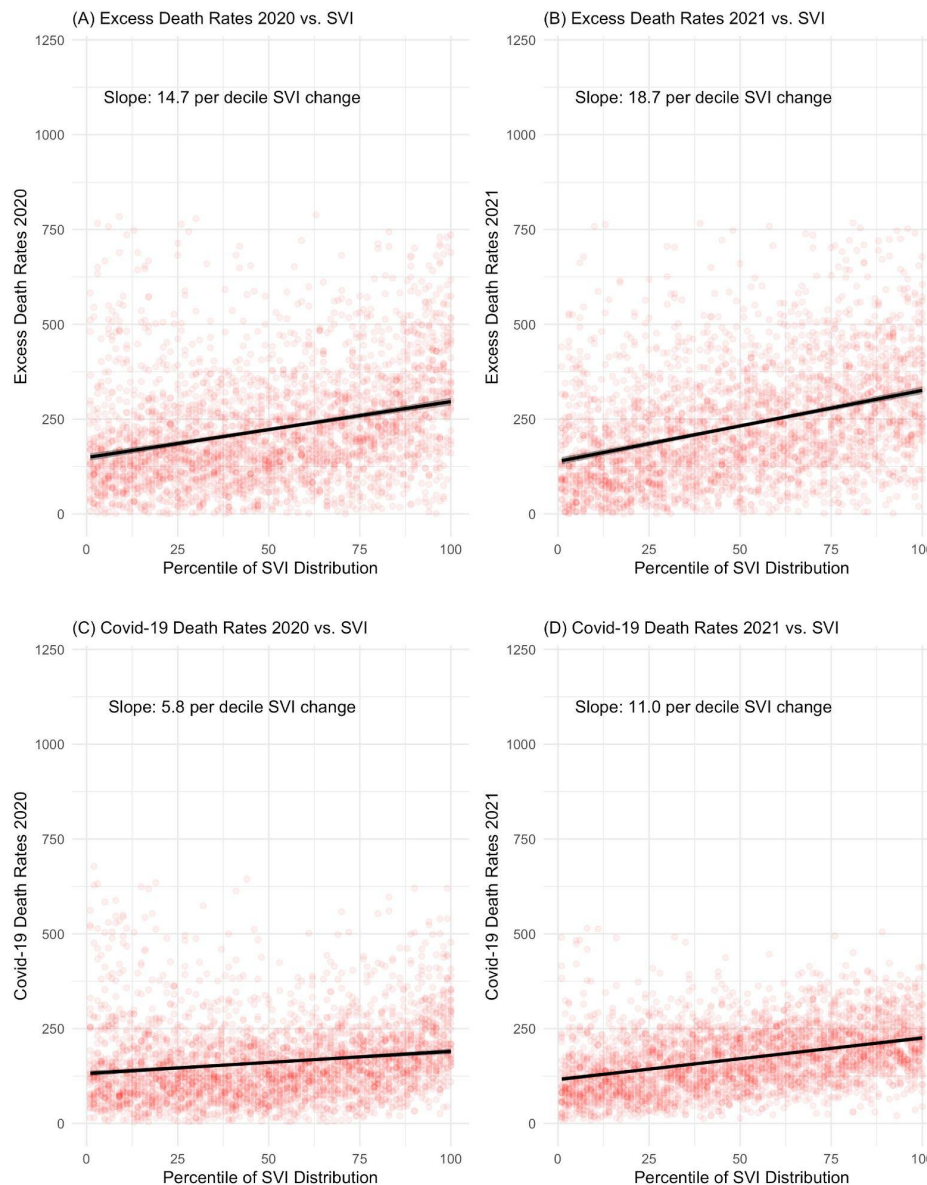 (A) Excess Death Rates 2020 vs. SVI
Slope: 14.7 per decile SVI change
Excess Death Rates 2020
1250
1000
750
500
250
0
0 25 50 75 100
Percentile of SVI Distribution
(B) Excess Death Rates 2021 vs. SVI
Slope: 18.7 per decile SVI change
Excess Death Rates 2021
1250
1000
750
500
250
0
0 25 50 75 100
Percentile of SVI Distribution
(C) Covid-19 Death Rates 2020 vs. SVI
Slope: 5.8 per decile SVI change
Covid-19 Death Rates 2020
1250
1000
750
500
250
0
0 25 50 75 100
Percentile of SVI Distribution
(D) Covid-19 Death Rates 2021 vs. SVI
Slope: 11.0 per decile SVI change
Covid-19 Death Rates 2021
1250
1000
750
500
250
0
0 25 50 75 100
Percentile of SVI Distribution